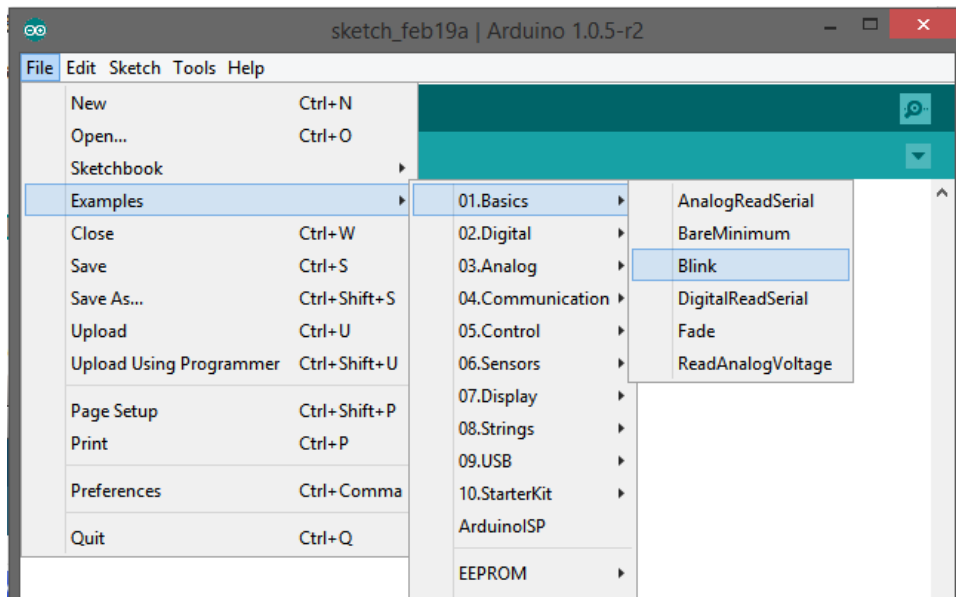 sketch_feb19a | Arduino 1.0.5-r2
File Edit Sketch Tools Help
New Ctrl+N
Open... Ctrl+O
Sketchbook
Examples
Close Ctrl+W
Save Ctrl+S
Save As... Ctrl+Shift+S
Upload Ctrl+U
Upload Using Programmer Ctrl+Shift+U
Page Setup Ctrl+Shift+P
Print Ctrl+P
Preferences Ctrl+Comma
Quit Ctrl+Q
01.Basics
02.Digital
03.Analog
04.Communication
05.Control
06.Sensors
07.Display
08.Strings
09.USB
10.StarterKit
ArduinoISP
EEPROM
AnalogReadSerial
BareMinimum
Blink
DigitalReadSerial
Fade
ReadAnalogVoltage